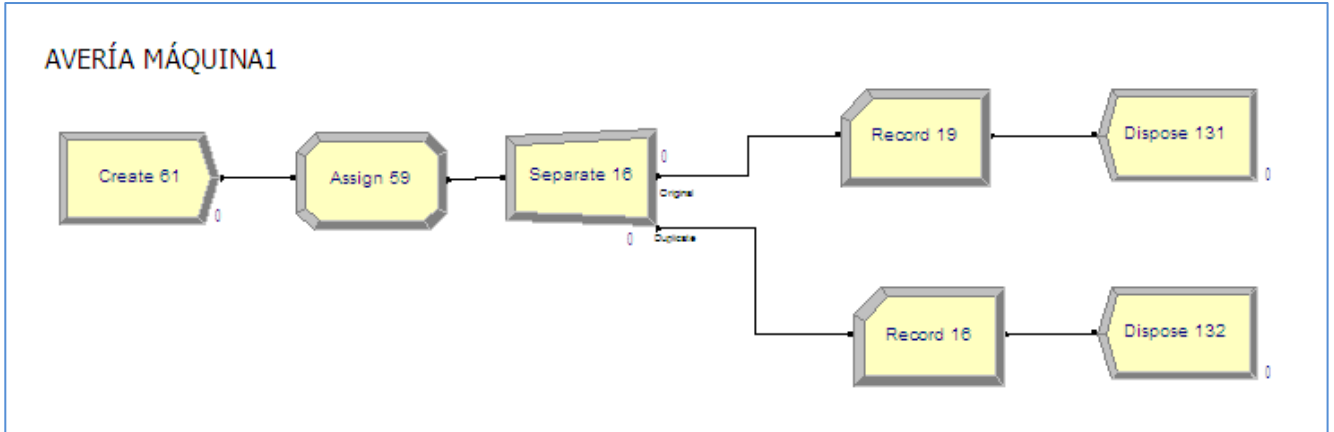 AVERÍA MÁQUINA1
Create 61
0
Assign 59
Separate 16
0
Original
0
Duplicate
Record 19
Dispose 131
0
Record 16
Dispose 132
0